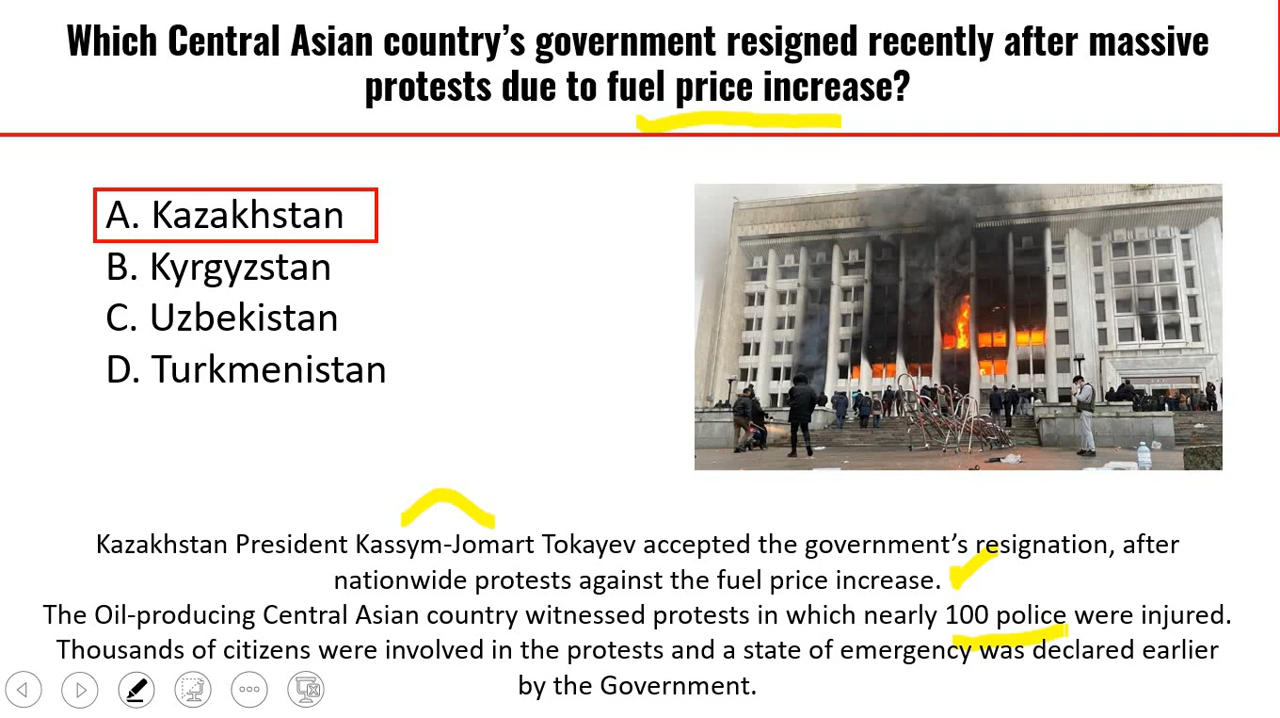 Which Central Asian country’s government resigned recently after massive
protests due to fuel price increase?
A. Kazakhstan
B. Kyrgyzstan
C. Uzbekistan
D. Turkmenistan
Kazakhstan President Kassym-Jomart Tokayev accepted the government’s resignation, after
nationwide protests against the fuel price increase.
The Oil-producing Central Asian country witnessed protests in which nearly 100 police were injured.
Thousands of citizens were involved in the protests and a state of emergency was declared earlier
by the Government.